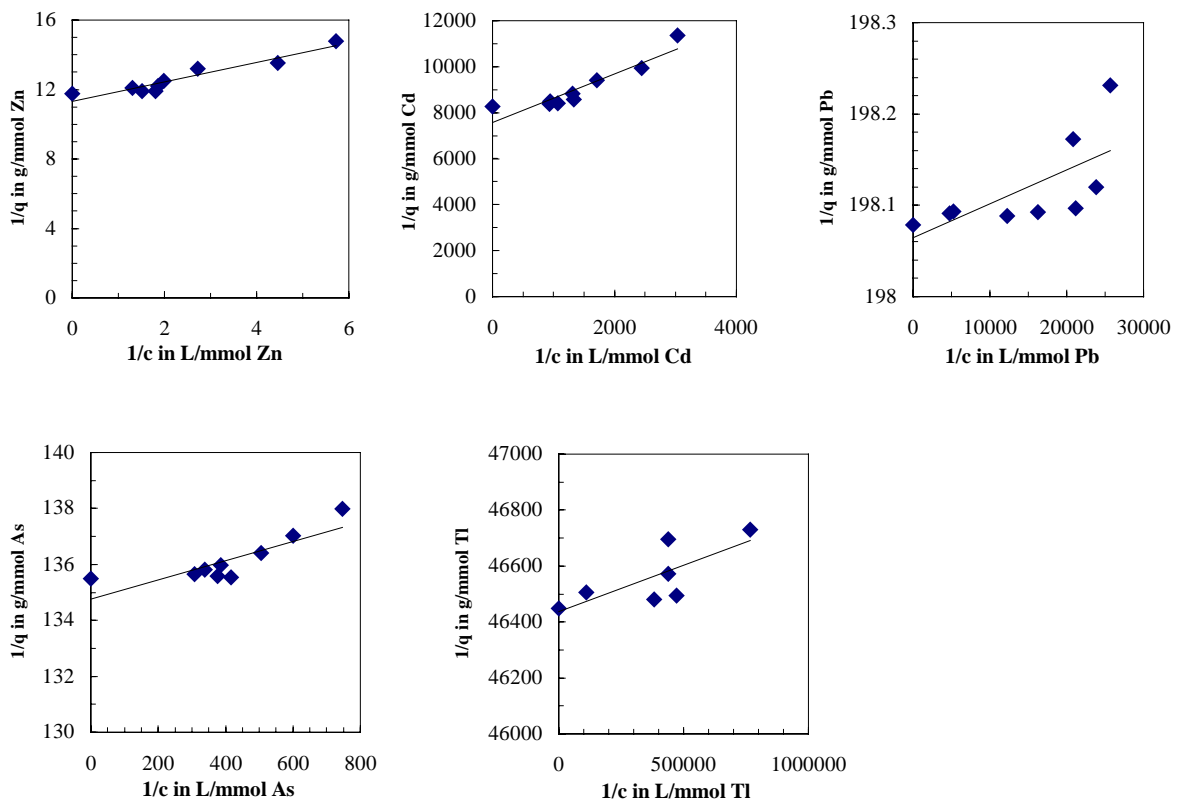 1/q in g/mmol Zn
16
12
8
4
0
0 2 4 6
1/c in L/mmol Zn
1/q in g/mmol Cd
12000
10000
8000
6000
4000
2000
0
0 2000 4000
1/c in L/mmol Cd
1/q in g/mmol Pb
198.3
198.2
198.1
198
0 10000 20000 30000
1/c in L/mmol Pb
1/q in g/mmol As
140
138
136
134
132
130
0 200 400 600 800
1/c in L/mmol As
1/q in g/mmol Tl
47000
46800
46600
46400
46200
46000
0 500000 1000000
1/c in L/mmol Tl